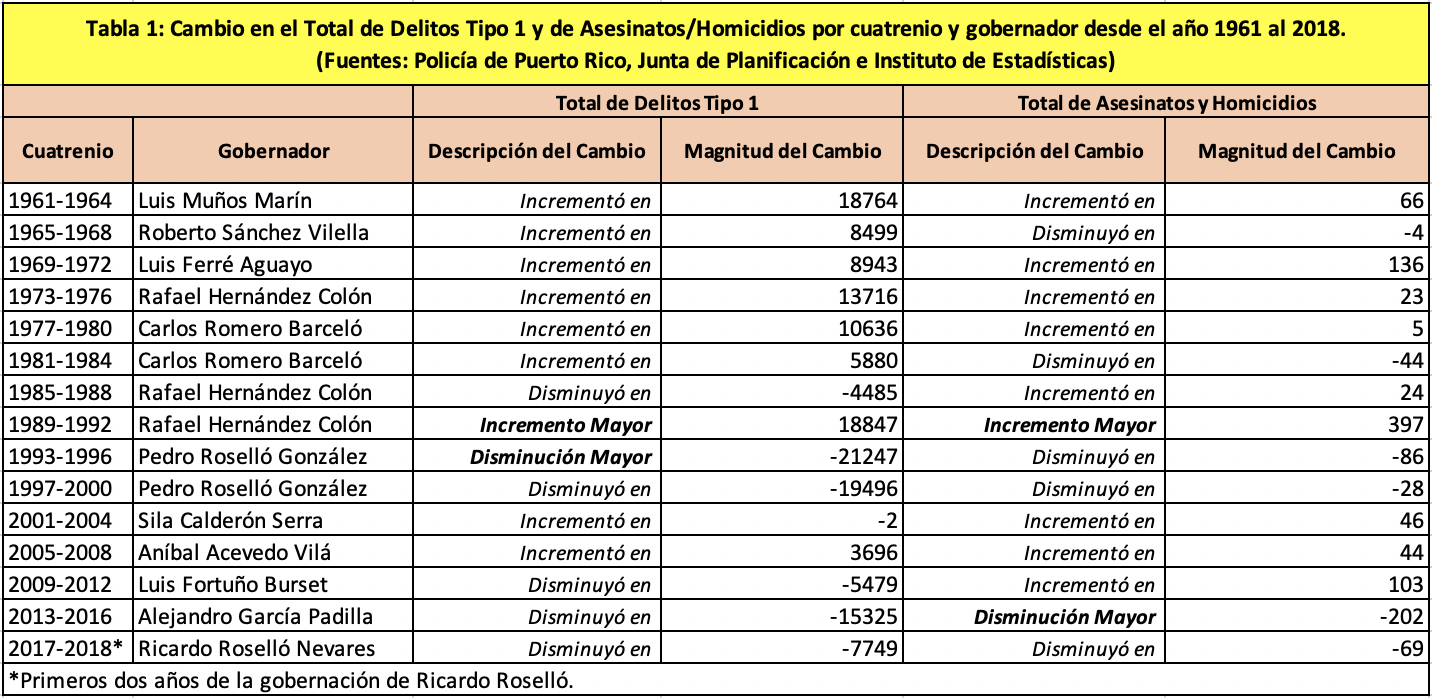 Tabla 1: Cambio en el Total de Delitos Tipo 1 y de Asesinatos/Homicidios por cuatrenio y gobernador desde el año 1961 al 2018.
(Fuentes: Policía de Puerto Rico, Junta de Planificación e Instituto de Estadísticas)
Total de Delitos Tipo 1 Total de Asesinatos y Homicidios
Cuatrenio Gobernador Descripción del Cambio Magnitud del Cambio Descripción del Cambio Magnitud del Cambio
1961-1964 Luis Muños Marín Incrementó en 18764 Incrementó en 66
1965-1968 Roberto Sánchez Vilella Incrementó en 8499 Disminuyó en -4
1969-1972 Luis Ferré Aguayo Incrementó en 8943 Incrementó en 136
1973-1976 Rafael Hernández Colón Incrementó en 13716 Incrementó en 23
1977-1980 Carlos Romero Barceló Incrementó en 10636 Incrementó en 5
1981-1984 Carlos Romero Barceló Incrementó en 5880 Disminuyó en -44
1985-1988 Rafael Hernández Colón Disminuyó en -4485 Incrementó en 24
1989-1992 Rafael Hernández Colón Incremento Mayor 18847 Incremento Mayor 397
1993-1996 Pedro Roselló González Disminución Mayor -21247 Disminuyó en -86
1997-2000 Pedro Roselló González Disminuyó en -19496 Disminuyó en -28
2001-2004 Sila Calderón Serra Incrementó en -2 Incrementó en 46
2005-2008 Aníbal Acevedo Vilá Incrementó en 3696 Incrementó en 44
2009-2012 Luis Fortuño Burset Disminuyó en -5479 Incrementó en 103
2013-2016 Alejandro García Padilla Disminuyó en -15325 Disminución Mayor -202
2017-2018* Ricardo Roselló Nevares Disminuyó en -7749 Disminuyó en -69
*Primeros dos años de la gobernación de Ricardo Roselló.